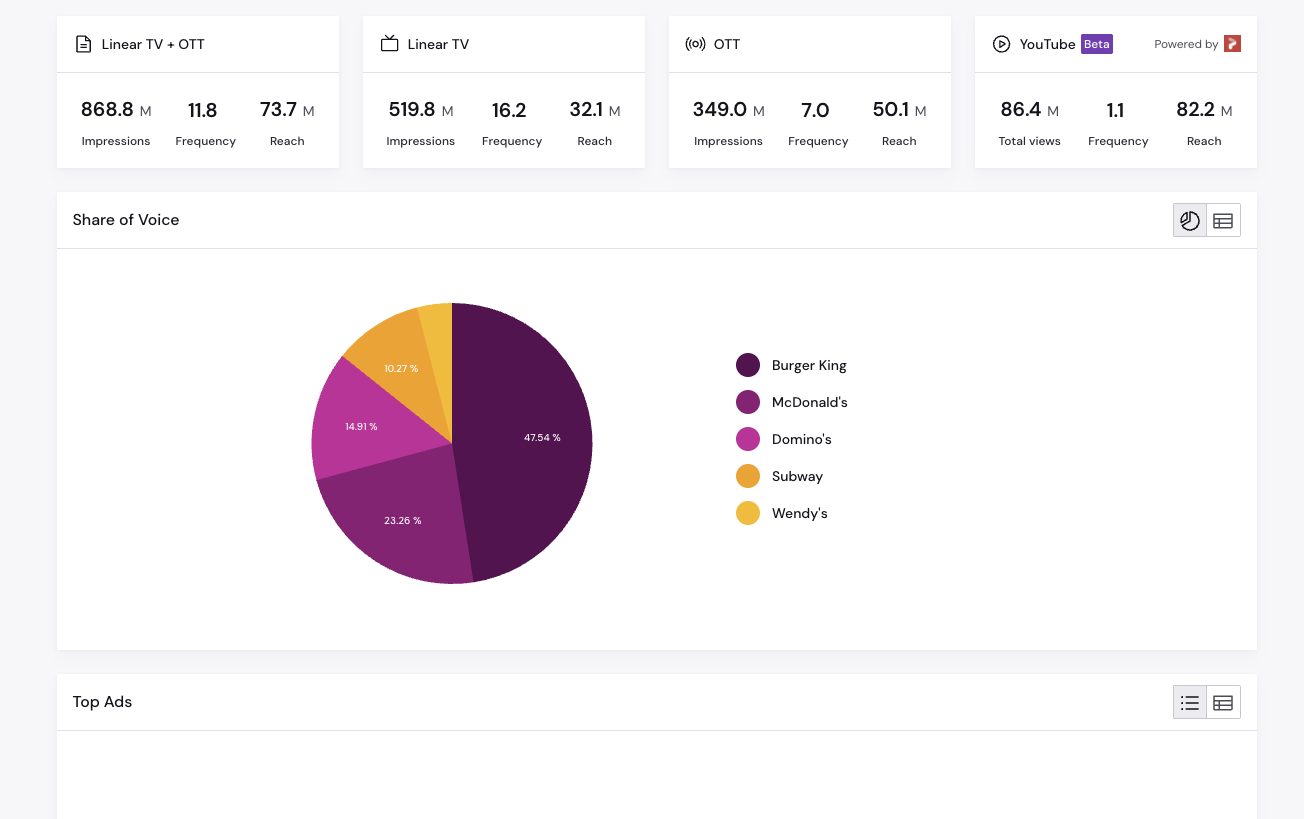 Linear TV + OTT
868.8 M 11.8 73.7 M
Impressions Frequency Reach
Linear TV
519.8 M 16.2 32.1 M
Impressions Frequency Reach
OTT
349.0 M 7.0 50.1 M
Impressions Frequency Reach
YouTube Beta Powered by
86.4 M 1.1 82.2 M
Total views Frequency Reach
Share of Voice
10.27 %
14.91 %
47.54 %
23.26 %
Burger King
McDonald's
Domino's
Subway
Wendy's
Top Ads